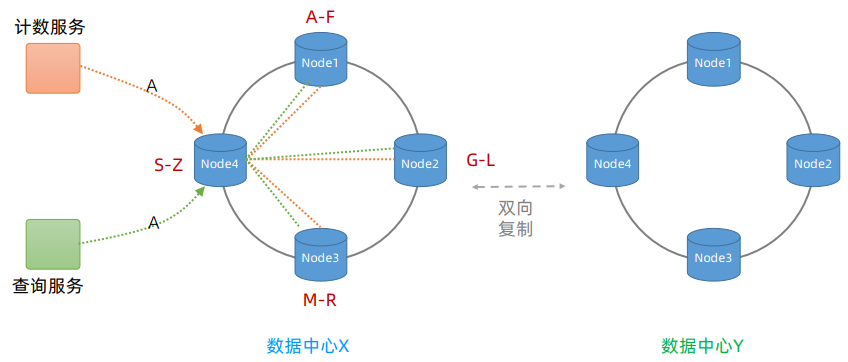 计数服务
A
A-F
Node1
Node4
S-Z
Node2
G-L
Node3
M-R
A
查询服务
数据中心X
双向
复制
Node1
Node4
Node2
Node3
数据中心Y